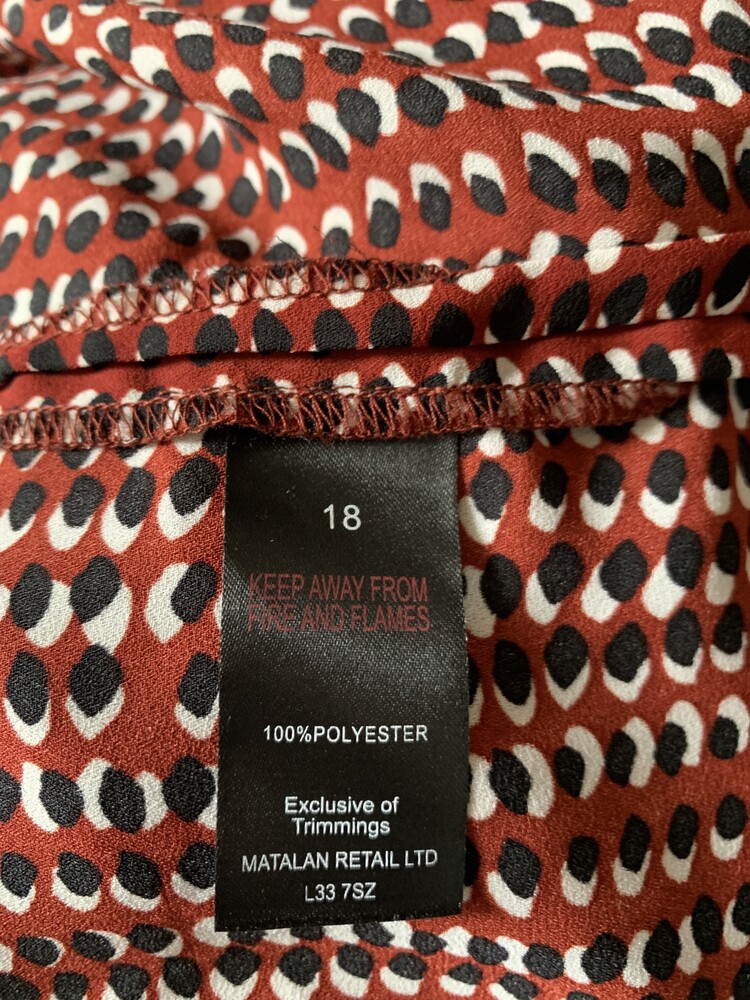 18
KEEP AWAY FROM
FIRE AND FLAMES
100%POLYESTER
Exclusive of
Trimmings
MATALAN RETAIL LTD
L33 7SZ